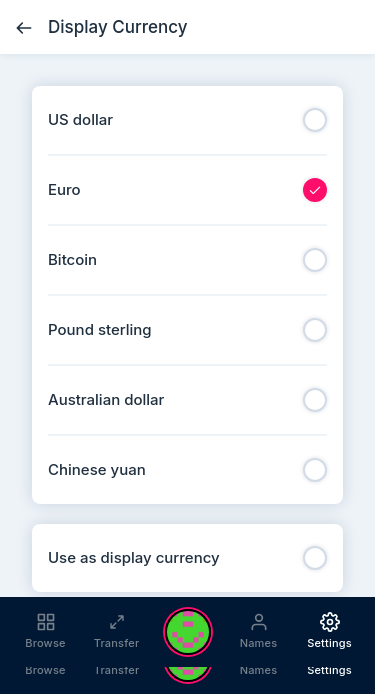 Display Currency
US dollar
Euro
Bitcoin
Pound sterling
Australian dollar
Chinese yuan
Use as display currency
Browse Transfer Names Settings
Browse Transfer Names Settings